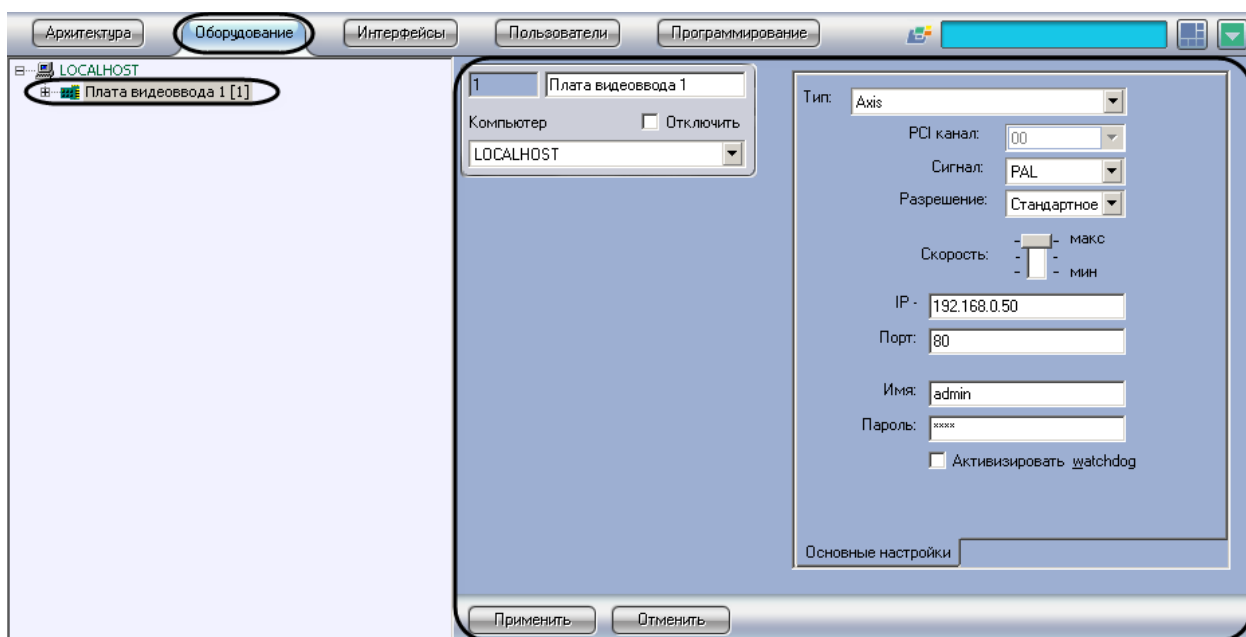 Архитектура Оборудование Интерфейсы Пользователи Программирование
LOCALHOST
Плата видеоввода 1 [1]
1 Плата видеоввода 1
Компьютер Отключить
LOCALHOST
Тип: Axis
PCI канал: 00
Сигнал: PAL
Разрешение: Стандартное
макс
Скорость:
мин
IP - 192.168.0.50
Порт: 80
Имя: admin
Пароль: ××××
Активизировать watchdog
Основные настройки
Применить Отменить